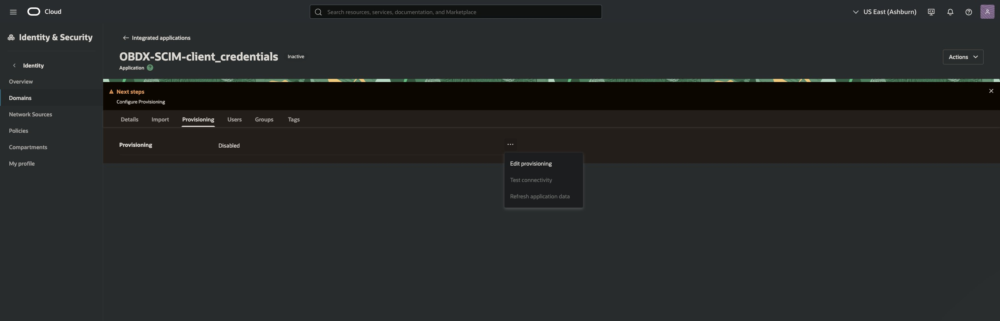 Cloud
Search resources, services, documentation, and Marketplace
US East (Ashburn)
Identity & Security
Identity
Overview
Domains
Network Sources
Policies
Compartments
My profile
Integrated applications
OBDX-SCIM-client_credentials Inactive
Application ?
Actions
Next steps
Configure Provisioning
Details Import Provisioning Users Groups Tags
Provisioning Disabled
Edit provisioning
Test connectivity
Refresh application data